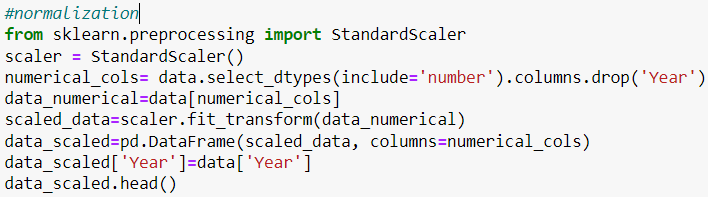 #normalization
from sklearn.preprocessing import StandardScaler
scaler = StandardScaler()
numerical_cols= data.select_dtypes(include='number').columns.drop('Year')
data_numerical=data[numerical_cols]
scaled_data=scaler.fit_transform(data_numerical)
data_scaled=pd.DataFrame(scaled_data, columns=numerical_cols)
data_scaled['Year']=data['Year']
data_scaled.head()